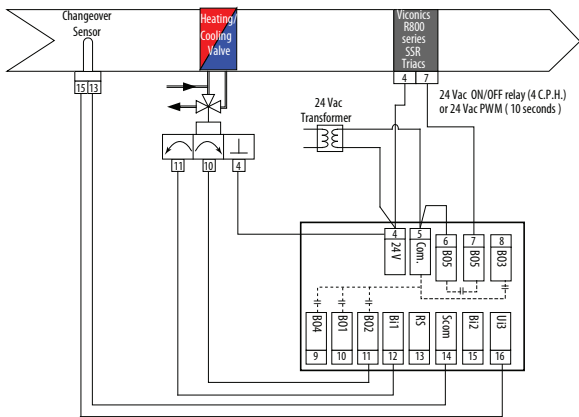 Changeover
Sensor
15 13
Heating/
Cooling
Valve
Viconics
R800
series
SSR
Triacs
4 7
24 Vac ON/OFF relay (4 C.P.H.)
or 24 Vac PWM ( 10 seconds )
24 Vac
Transformer
11 10 4
4 24 V
5 Com.
6 BO5
7 BO5
8 BO3
BO4 9
BO1 10
BO2 11
Bi1 12
RS 13
Scom 14
Bi2 15
UI3 16